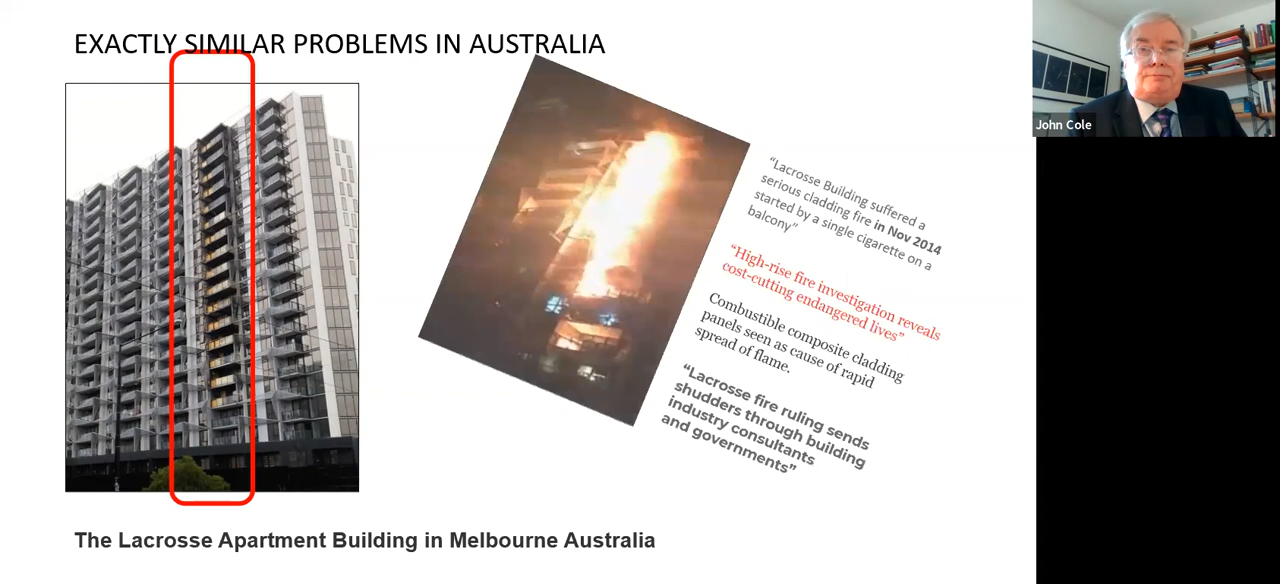 EXACTLY SIMILAR PROBLEMS IN AUSTRALIA
John Cole
“Lacrosse Building suffered a
serious cladding fire in Nov 2014
started by a single cigarette on a
balcony”
“High-rise fire investigation reveals
cost-cutting endangered lives”
Combustible composite cladding
panels seen as cause of rapid
spread of flame.
“Lacrosse fire ruling sends
shudders through building
industry consultants
and governments”
The Lacrosse Apartment Building in Melbourne Australia